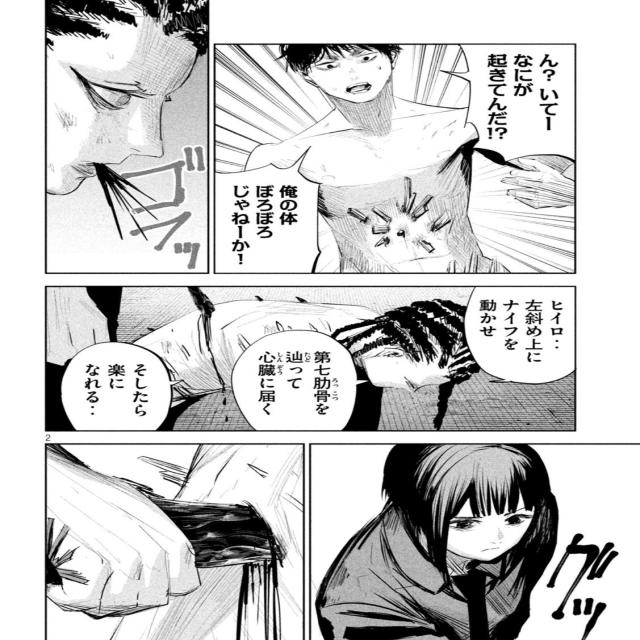 ん?いてー
なにが
起きてんだ!?
俺の体
ぼろぼろ
じゃねーか!
ゴフッ
ヒイロ‥
左斜め上に
ナイフを
動かせ
第七肋骨を
辿って
心臓に届く
そしたら
楽に
なれる‥
2
グッ